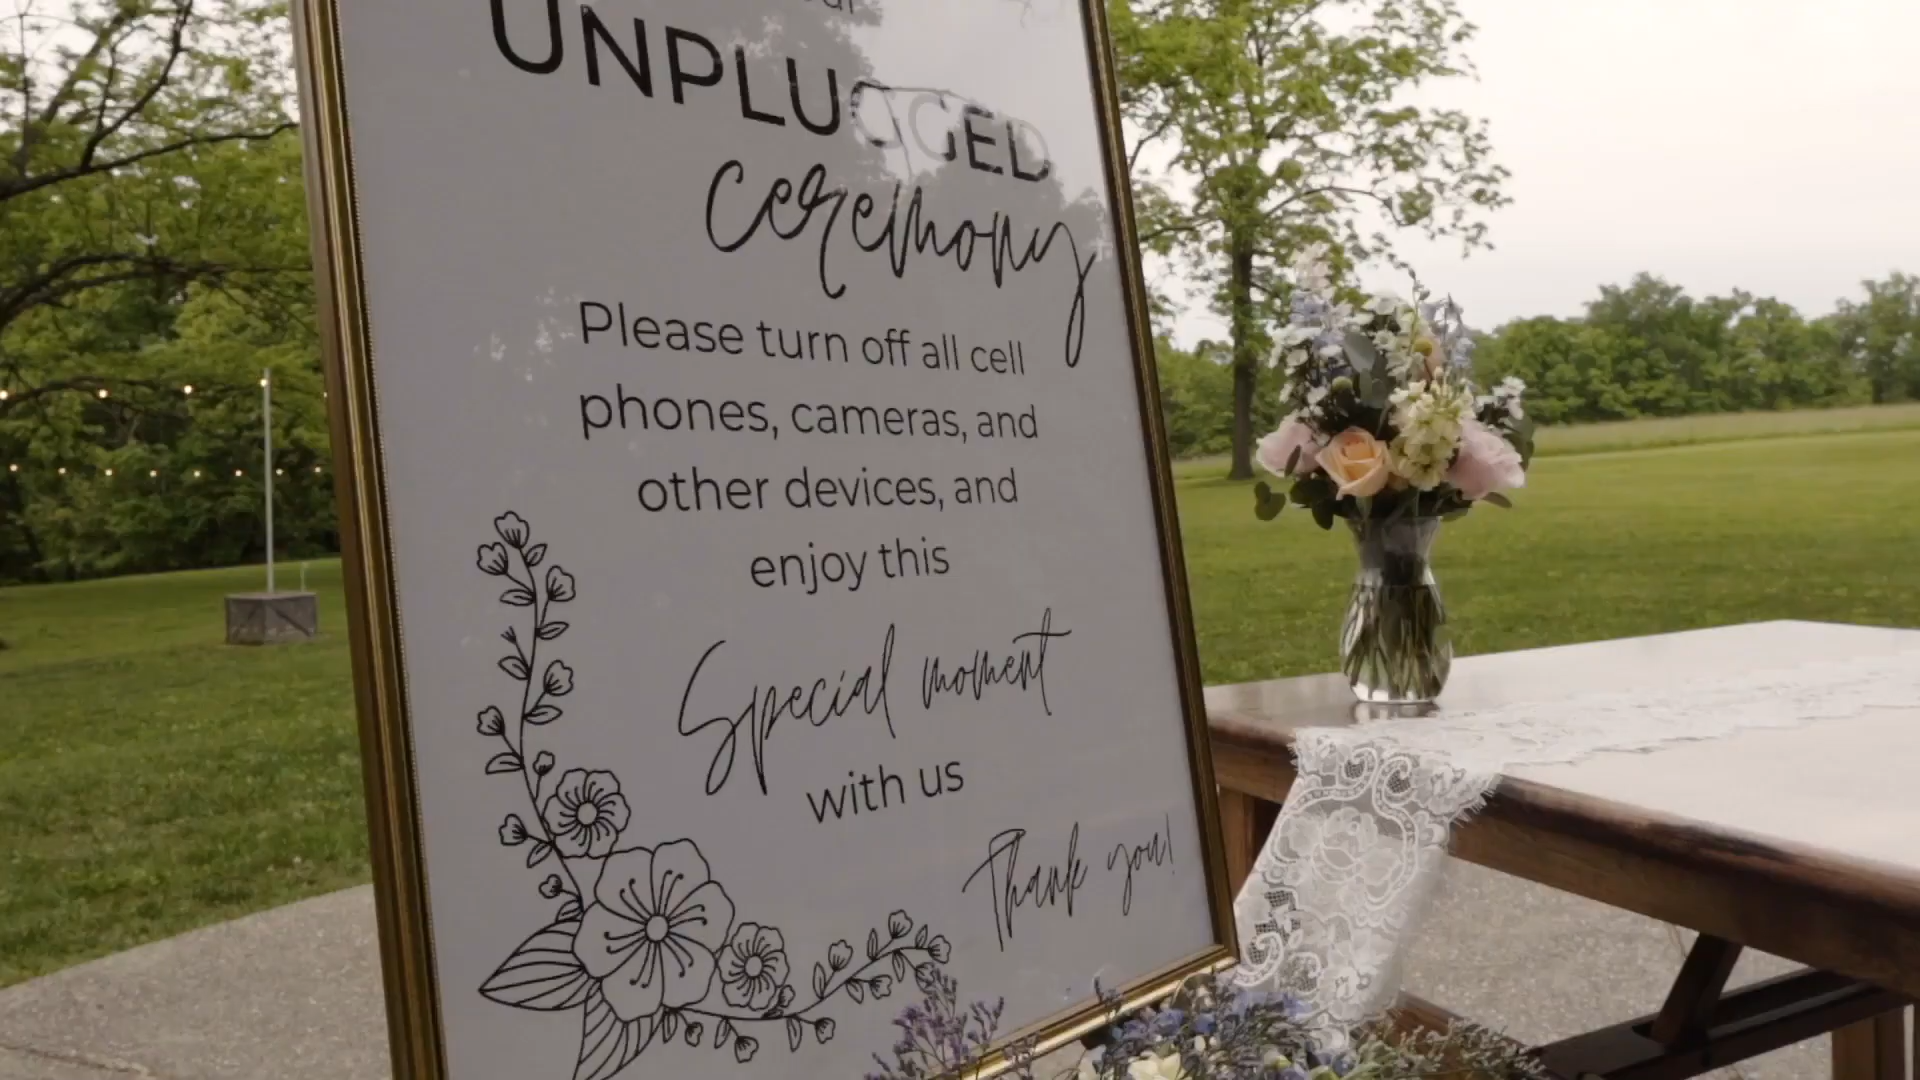 UNPLUGGED
ceremony
Please turn off all cell
phones, cameras, and
other devices, and
enjoy this
Special moment
with us
Thank you!